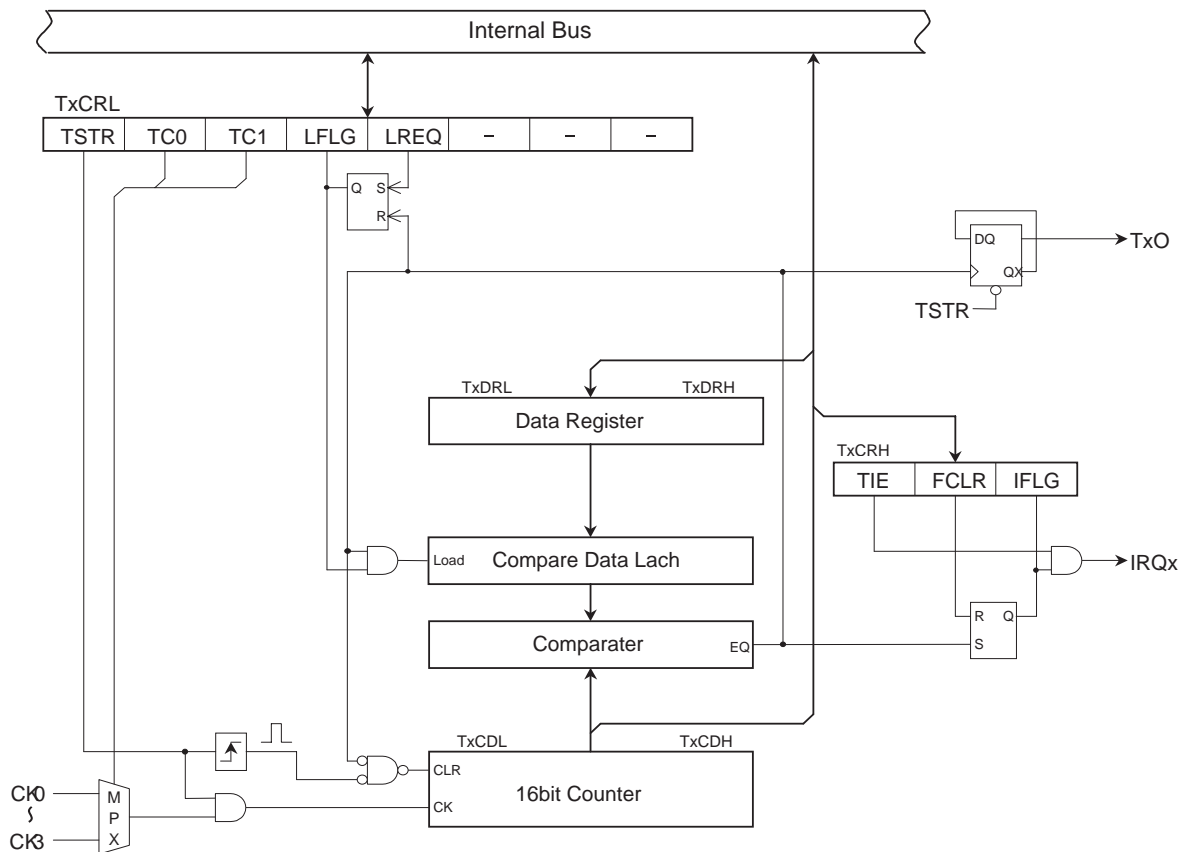 Internal Bus
TxCRL
TSTR TC0 TC1 LFLG LREQ – – –
Q S
R
DQ
QX
TxO
TSTR
TxDRL TxDRH
Data Register
TxCRH
TIE FCLR IFLG
Load Compare Data Lach
IRQx
R Q
S
Comparater EQ
TxCDL TxCDH
CLR
16bit Counter
CK
CK0
~
CK3
M
P
X